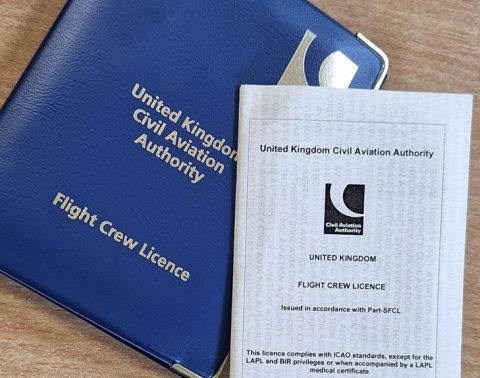 United Kingdom
Civil Aviation
Authority
Flight Crew Licence
United Kingdom Civil Aviation Authority
Civil Aviation
Authority
UNITED KINGDOM
FLIGHT CREW LICENCE
Issued in accordance with Part-SFCL
This licence complies with ICAO standards, except for the
LAPL and BIR privileges or when accompanied by a LAPL
medical certificate